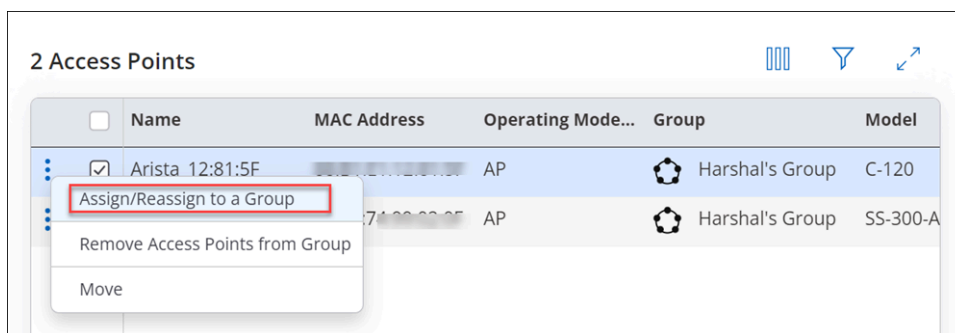 2 Access Points
Name MAC Address Operating Mode... Group Model
Arista_12:81:5F AP Harshal's Group C-120
Assign/Reassign to a Group
AP Harshal's Group SS-300-A
Remove Access Points from Group
Move